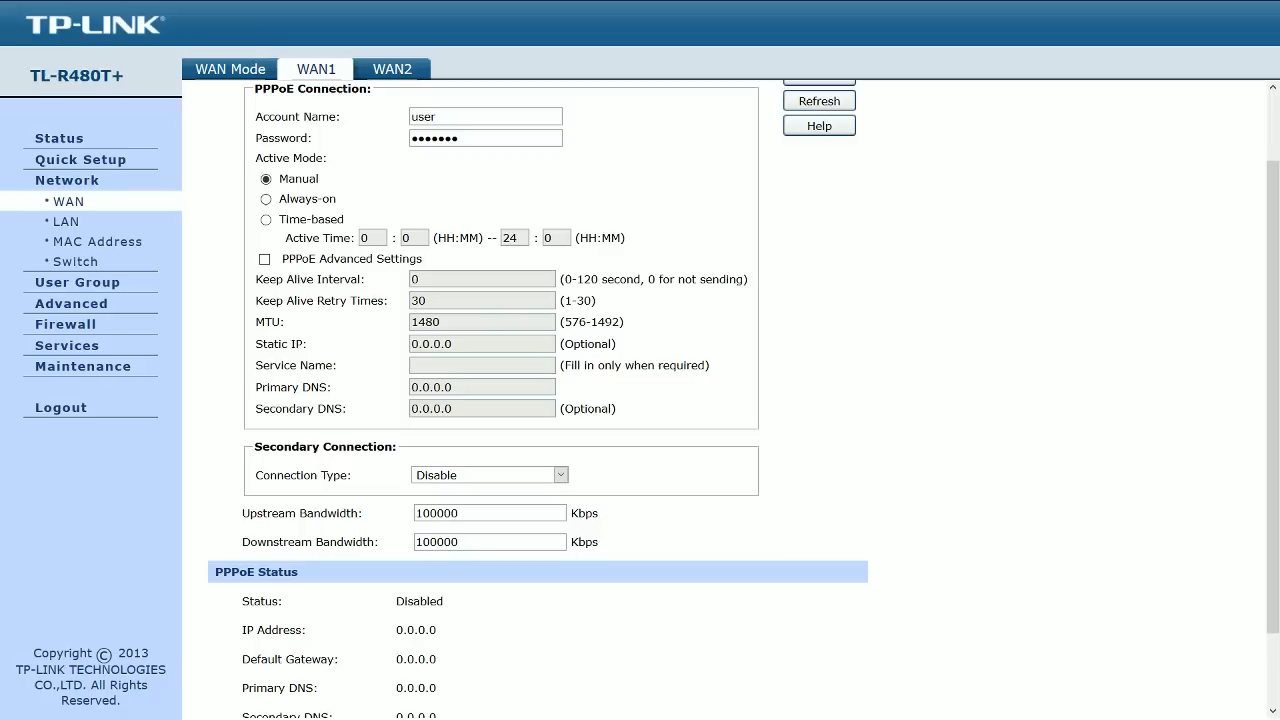 TP-LINK
TL-R480T+
WAN Mode WAN1 WAN2
Status
Quick Setup
Network
• WAN
• LAN
• MAC Address
• Switch
User Group
Advanced
Firewall
Services
Maintenance
Logout
Copyright © 2013
TP-LINK TECHNOLOGIES
CO.,LTD. All Rights
Reserved.
PPPoE Connection:
Account Name: user
Password: •••••••
Active Mode:
Manual
Always-on
Time-based
Active Time: 0 : 0 (HH:MM) -- 24 : 0 (HH:MM)
PPPoE Advanced Settings
Keep Alive Interval: 0 (0-120 second, 0 for not sending)
Keep Alive Retry Times: 30 (1-30)
MTU: 1480 (576-1492)
Static IP: 0.0.0.0 (Optional)
Service Name: (Fill in only when required)
Primary DNS: 0.0.0.0
Secondary DNS: 0.0.0.0 (Optional)
Secondary Connection:
Connection Type: Disable
Upstream Bandwidth: 100000 Kbps
Downstream Bandwidth: 100000 Kbps
PPPoE Status
Status: Disabled
IP Address: 0.0.0.0
Default Gateway: 0.0.0.0
Primary DNS: 0.0.0.0
Secondary DNS: 0.0.0.0
Refresh
Help